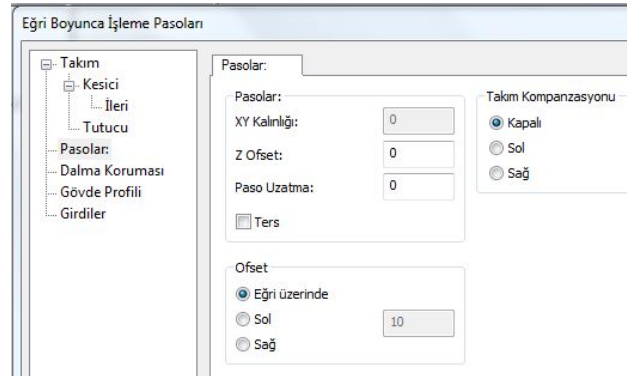 Eğri Boyunca İşleme Pasoları
Takım
Kesici
İleri
Tutucu
Pasolar:
Dalma Koruması
Gövde Profili
Girdiler
Pasolar:
Pasolar:
XY Kalınlığı: 0
Z Ofset: 0
Paso Uzatma: 0
Ters
Takım Kompanzasyonu
Kapalı
Sol
Sağ
Ofset
Eğri üzerinde
Sol 10
Sağ